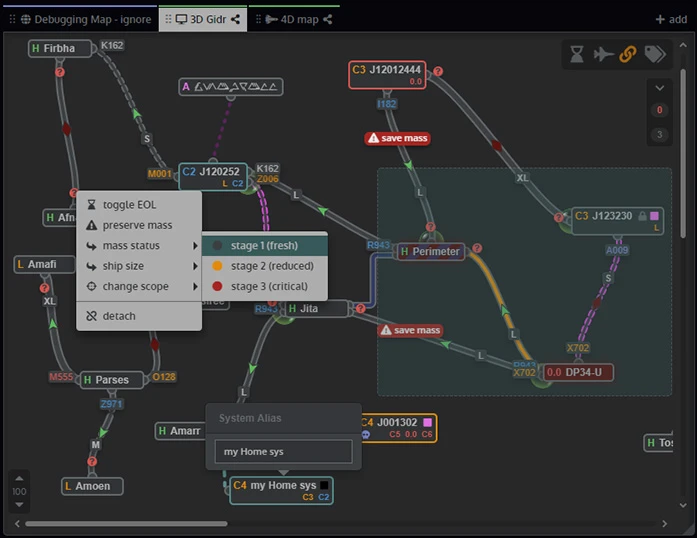 Debugging Map - ignore
3D Gidr
4D map
+ add
H Firbha
K162
C3 J12012444
0.0
A
I182
save mass
S
M001
C2 J120252
L C2
K162
Z006
L
L
XL
C3 J123230
L
H Afn
toggle EOL
preserve mass
mass status
ship size
change scope
detach
stage 1 (fresh)
stage 2 (reduced)
stage 3 (critical)
R943
H Perimeter
A009
S
L Amafi
XL
R943
H Jita
save mass
L
L
X702
X702
0.0 DP34-U
M555
H Parses
O128
Z971
L
M
System Alias
my Home sys
H Amarr
C4 J001302
C5 0.0 C6
H Tos
L Amoen
C4 my Home sys
C3 C2
100
0
3